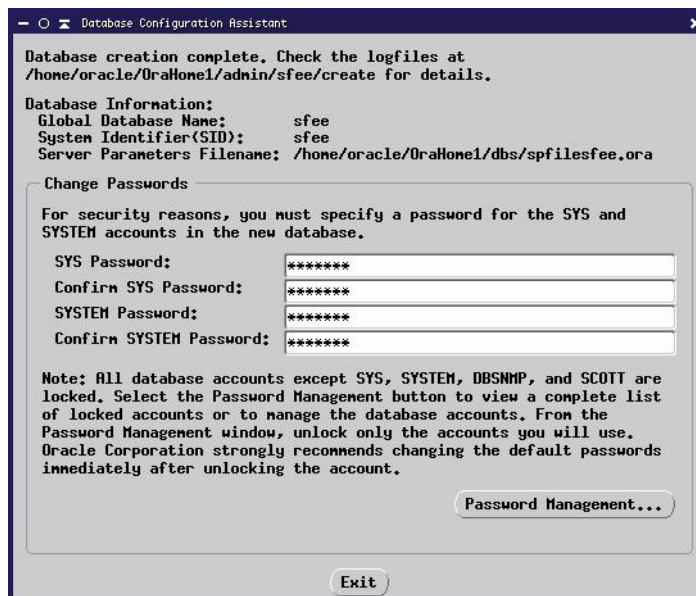 Database Configuration Assistant
Database creation complete. Check the logfiles at
/home/oracle/OraHome1/admin/sfee/create for details.
Database Information:
Global Database Name: sfee
System Identifier(SID): sfee
Server Parameters Filename: /home/oracle/OraHome1/dbs/spfilesfee.ora
Change Passwords
For security reasons, you must specify a password for the SYS and
SYSTEM accounts in the new database.
SYS Password: *******
Confirm SYS Password: *******
SYSTEM Password: *******
Confirm SYSTEM Password: *******
Note: All database accounts except SYS, SYSTEM, DBSNMP, and SCOTT are
locked. Select the Password Management button to view a complete list
of locked accounts or to manage the database accounts. From the
Password Management window, unlock only the accounts you will use.
Oracle Corporation strongly recommends changing the default passwords
immediately after unlocking the account.
Password Management...
Exit